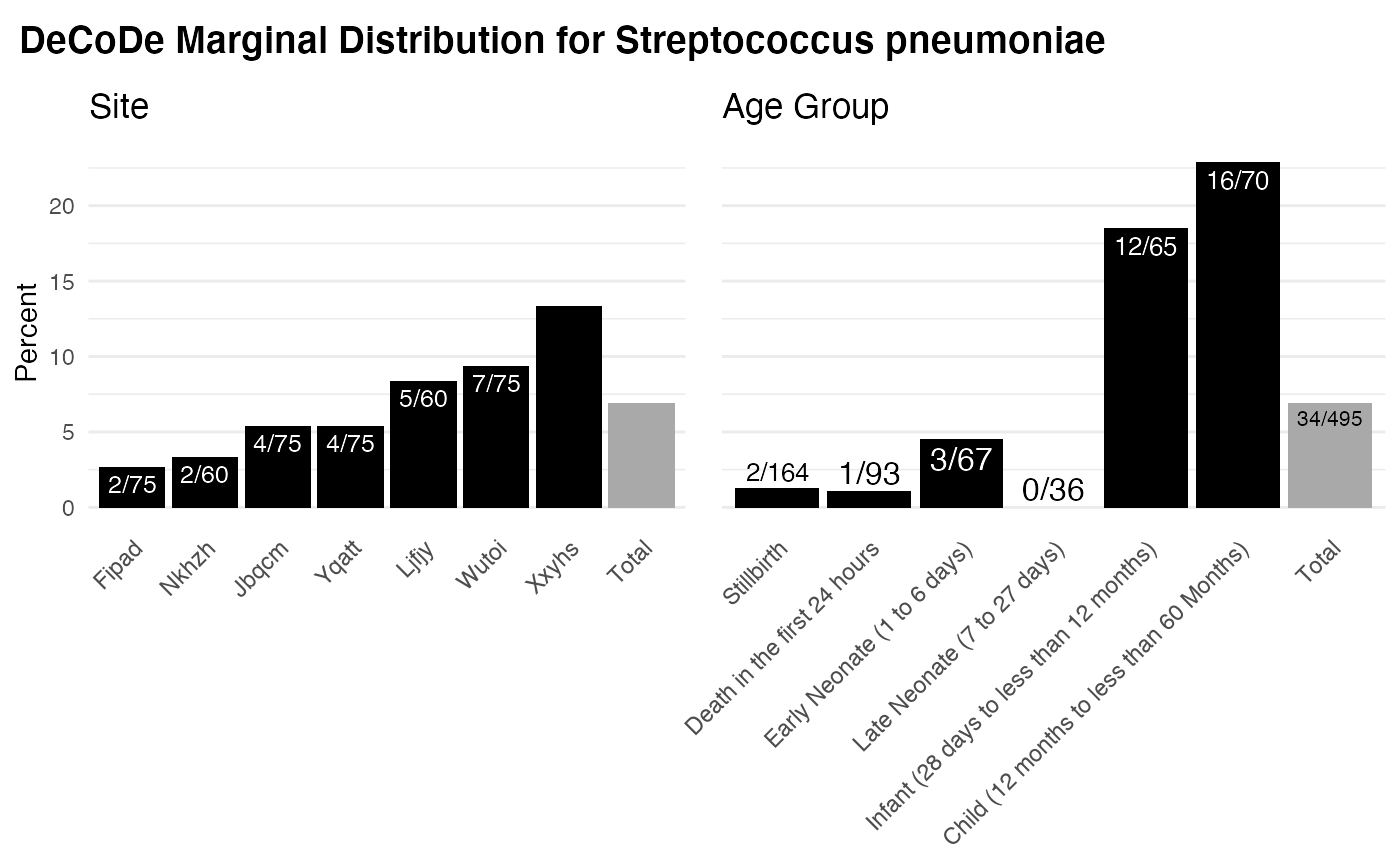 DeCoDe Marginal Distribution for Streptococcus pneumoniae
Site
Percent
20
15
10
5
0
2/75
2/60
4/75
4/75
5/60
7/75
Fipad
Nkhzh
Jbqcm
Yqatt
Ljfjy
Wutoi
Xxyhs
Total
Age Group
2/164
1/93
3/67
0/36
12/65
16/70
34/495
Stillbirth
Death in the first 24 hours
Early Neonate (1 to 6 days)
Late Neonate (7 to 27 days)
Infant (28 days to less than 12 months)
Child (12 months to less than 60 Months)
Total